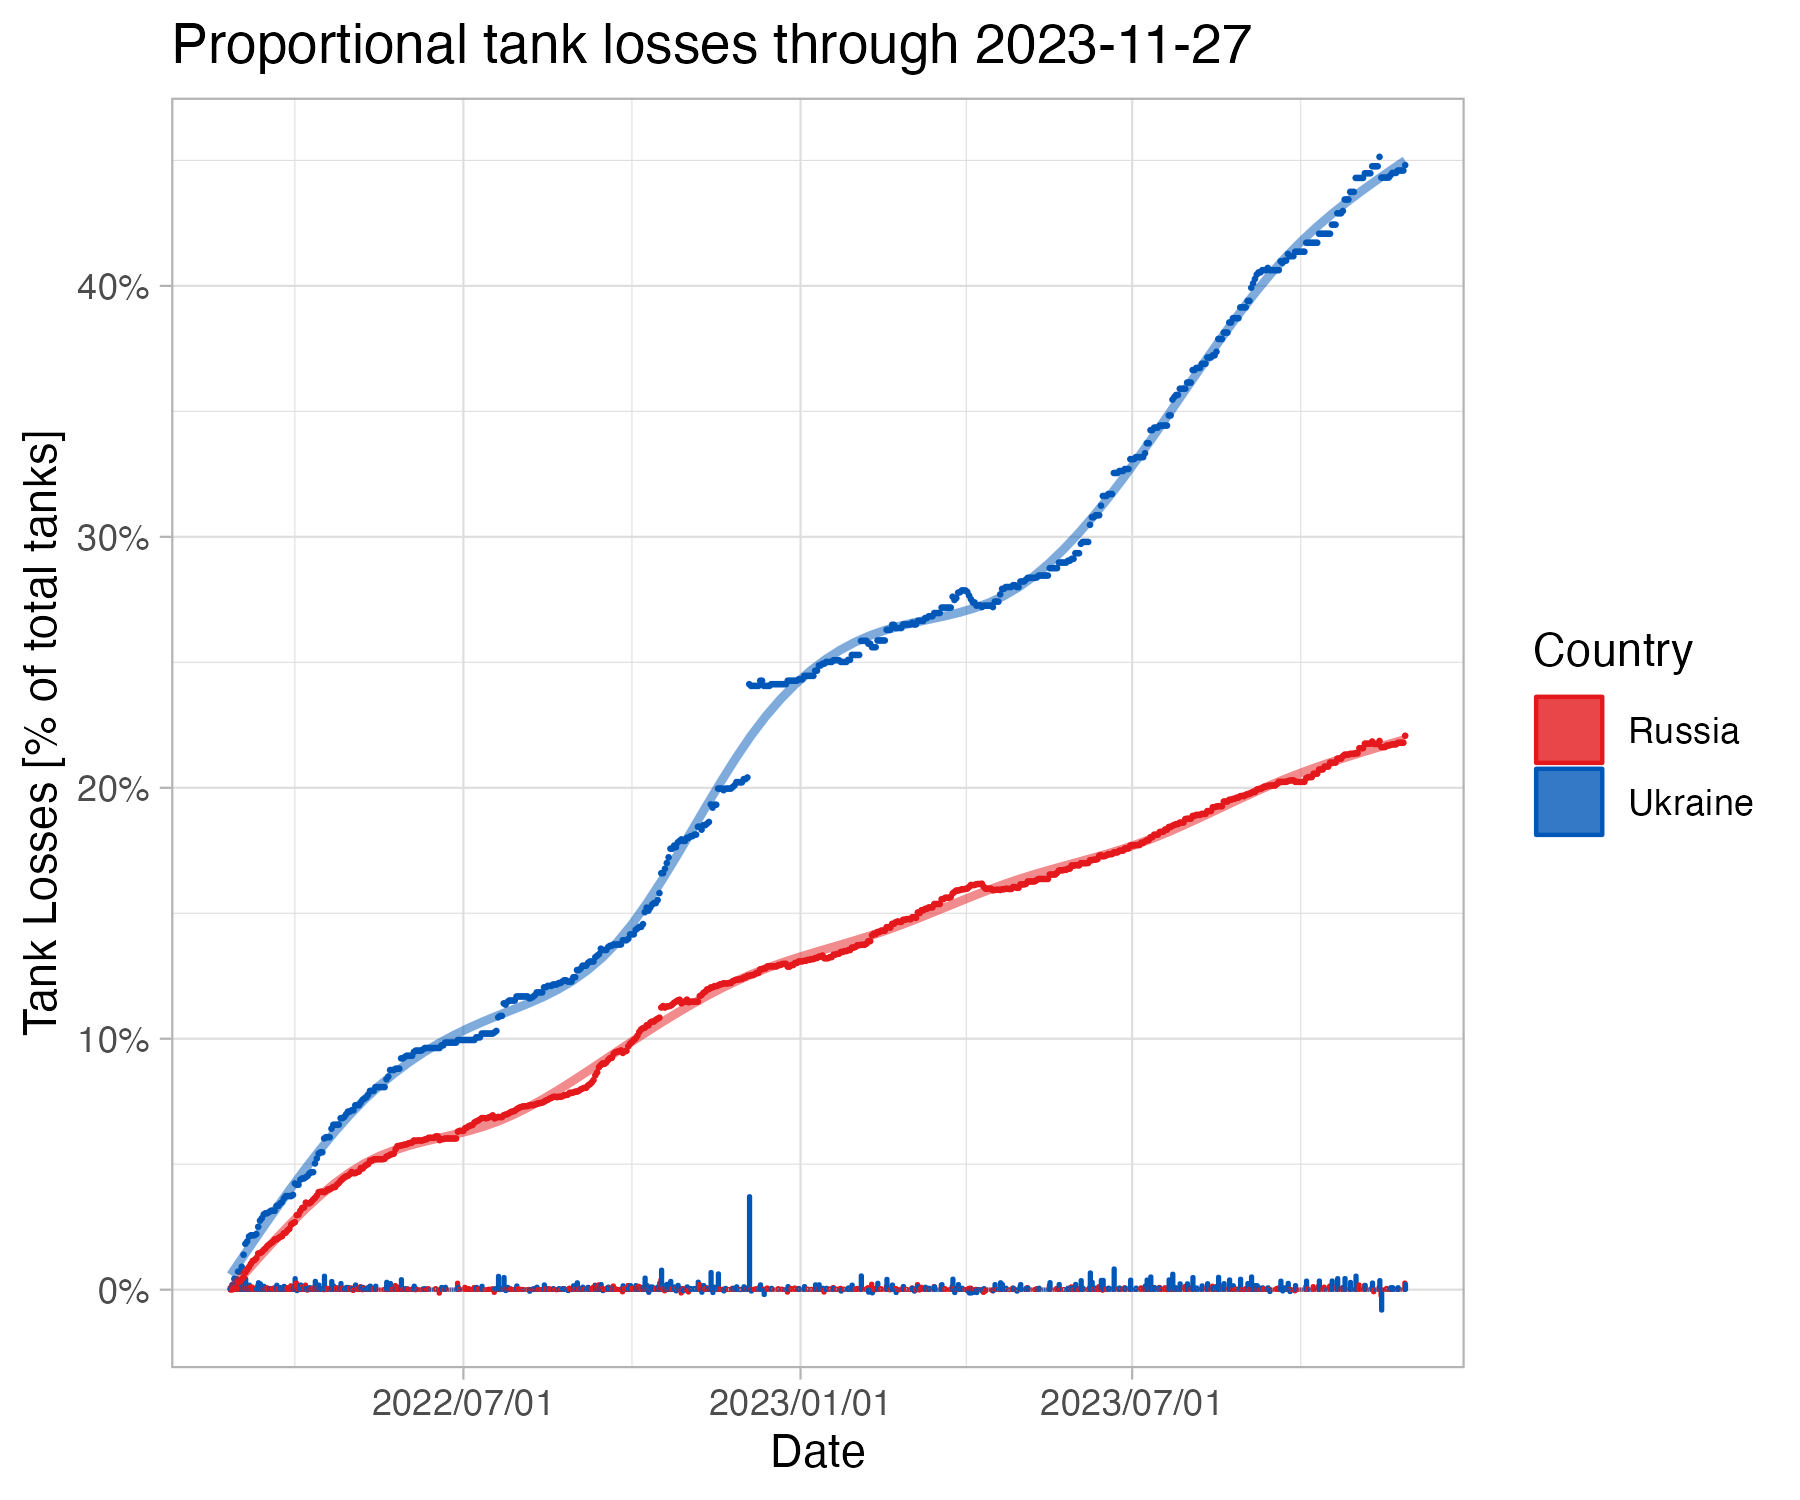 Proportional tank losses through 2023-11-27
Tank Losses [% of total tanks]
40%
30%
20%
10%
0%
2022/07/01
2023/01/01
2023/07/01
Date
Country
Russia
Ukraine